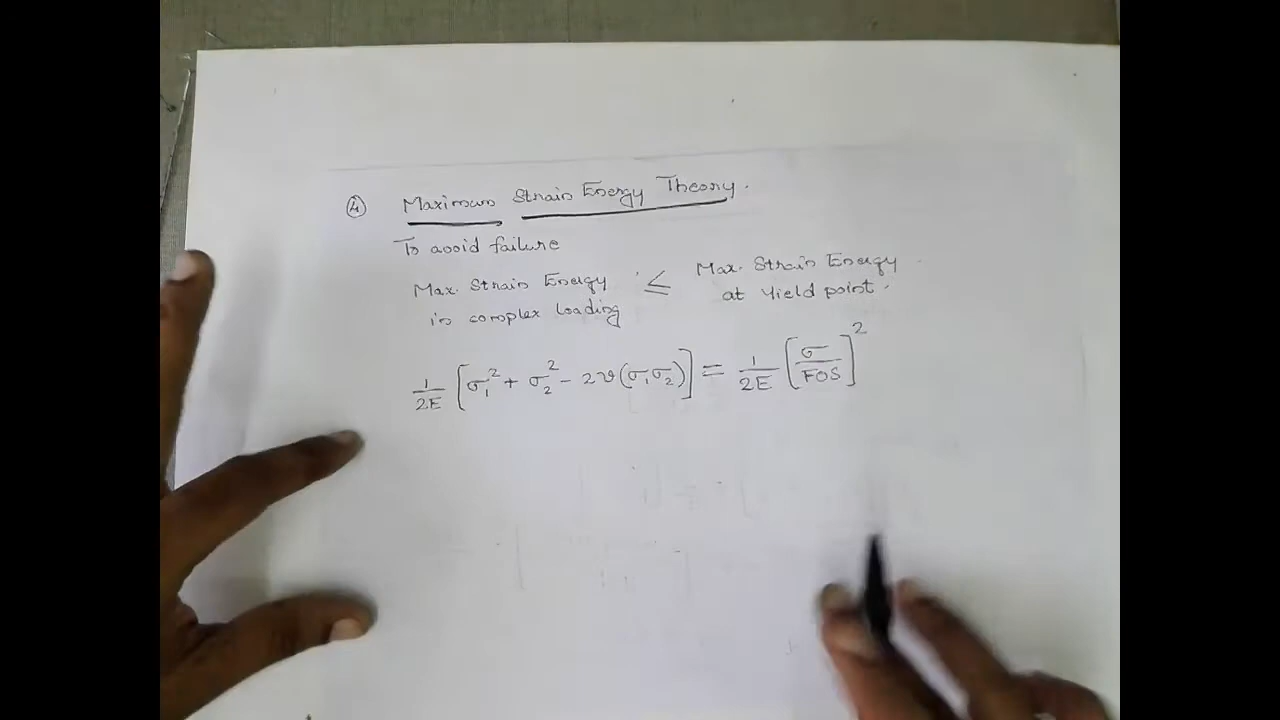 ④ Maximum Strain Energy Theory.
To avoid failure
Max. Strain Energy ≤ Max. Strain Energy
in complex loading at yield point.
1/2E [σ₁² + σ₂² - 2ν(σ₁σ₂)] = 1/2E [σ/FOS]²